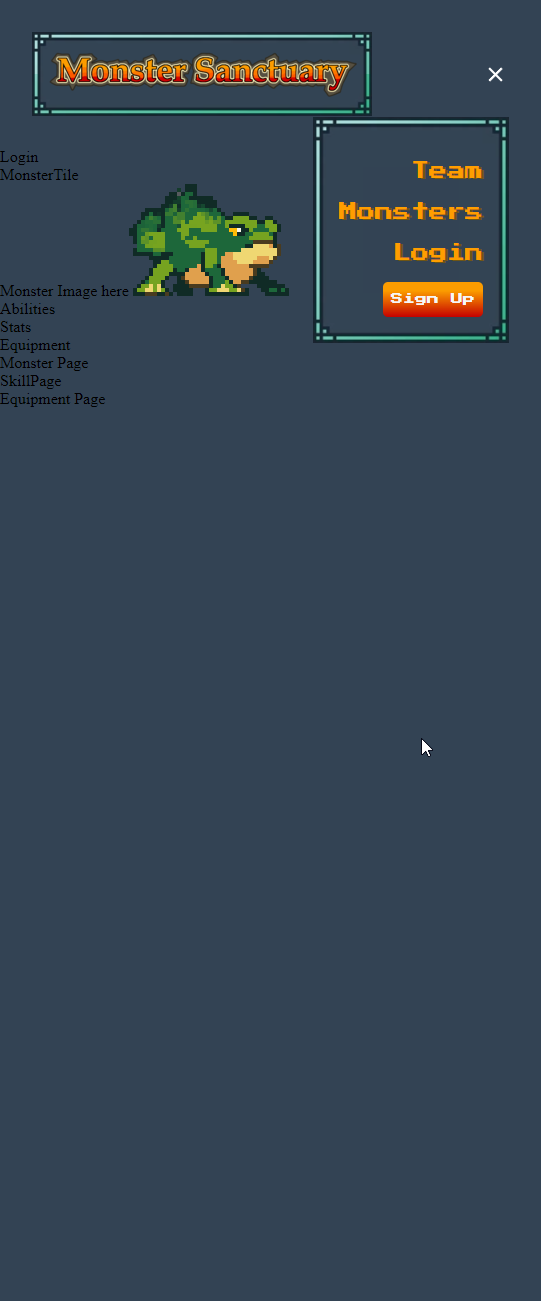 Monster Sanctuary
Team
Monsters
Login
Sign Up
Login
MonsterTile
Monster Image here
Abilities
Stats
Equipment
Monster Page
SkillPage
Equipment Page